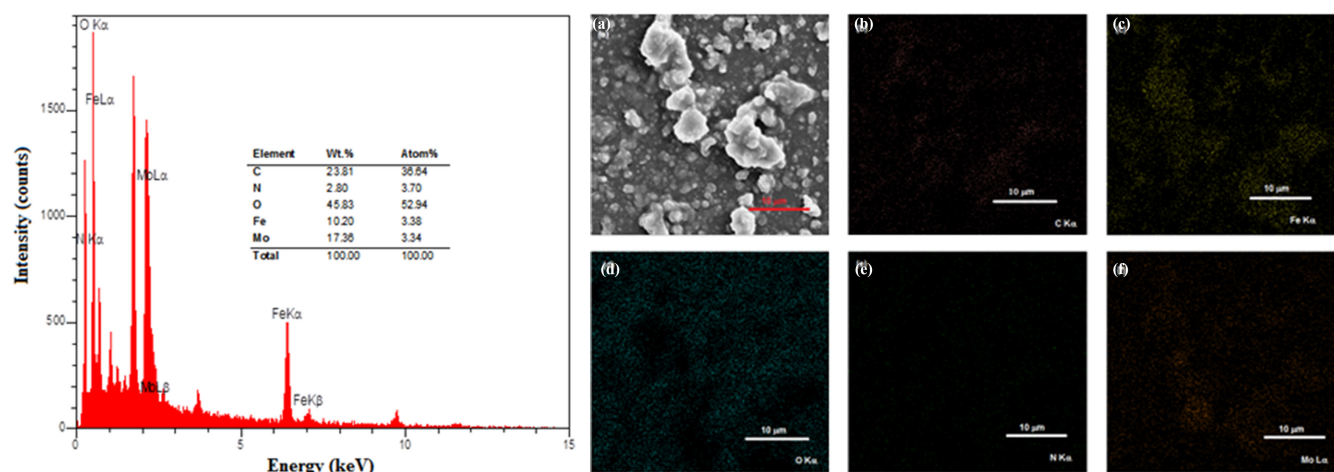 O Kα
FeLα
N Kα
MoLα
MoLβ
FeKα
FeKβ
Intensity (counts)
1500
1000
500
0
0
5
10
15
Energy (keV)
Element Wt.% Atom%
C 23.81 36.64
N 2.80 3.70
O 45.83 52.94
Fe 10.20 3.38
Mo 17.36 3.34
Total 100.00 100.00
(a)
10 µm
(b)
10 µm
C Kα
(c)
10 µm
Fe Kα
(d)
10 µm
O Kα
(e)
10 µm
N Kα
(f)
10 µm
Mo Lα